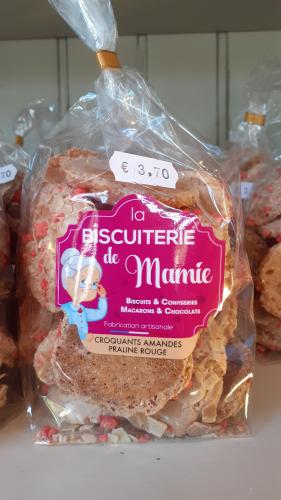 € 3,70
la
BISCUITERIE
de
Mamie
BISCUITS & CONFISERIES
MACARONS & CHOCOLATS
Fabrication artisanale
CROQUANTS AMANDES
PRALINE ROUGE